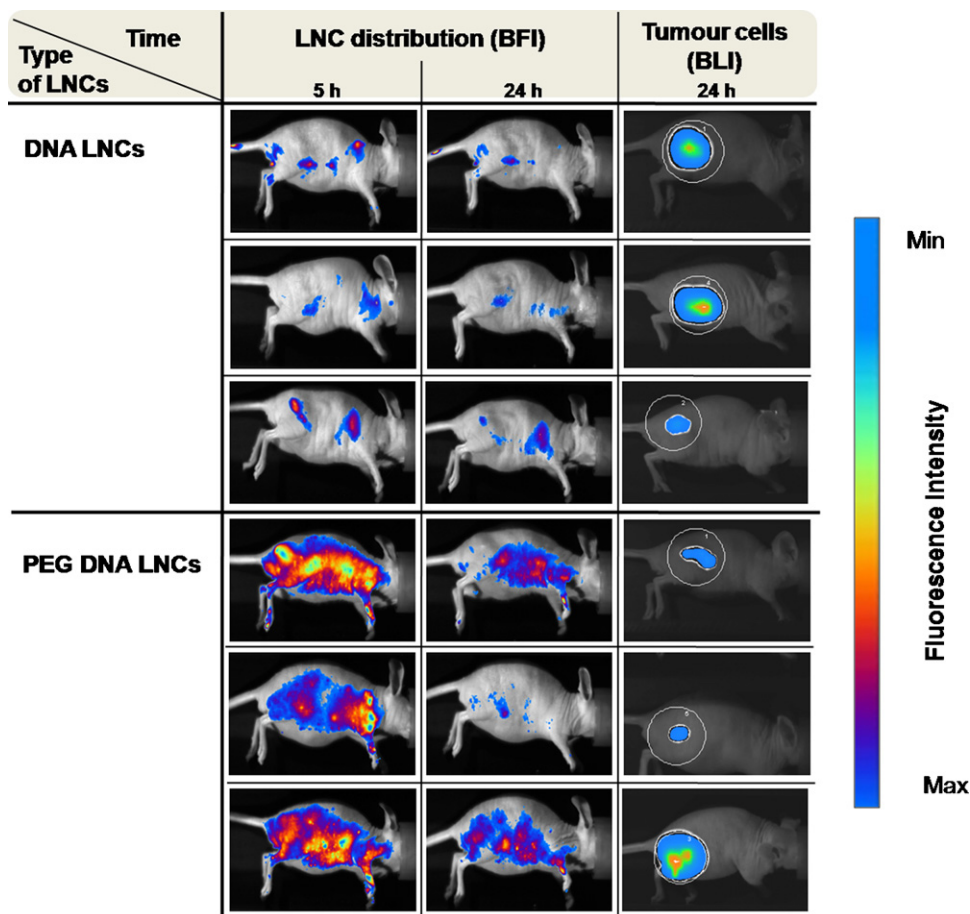 Time
Type
of LNCs
LNC distribution (BFI)
5 h
24 h
Tumour cells
(BLI)
24 h
DNA LNCs
PEG DNA LNCs
Min
Fluorescence Intensity
Max